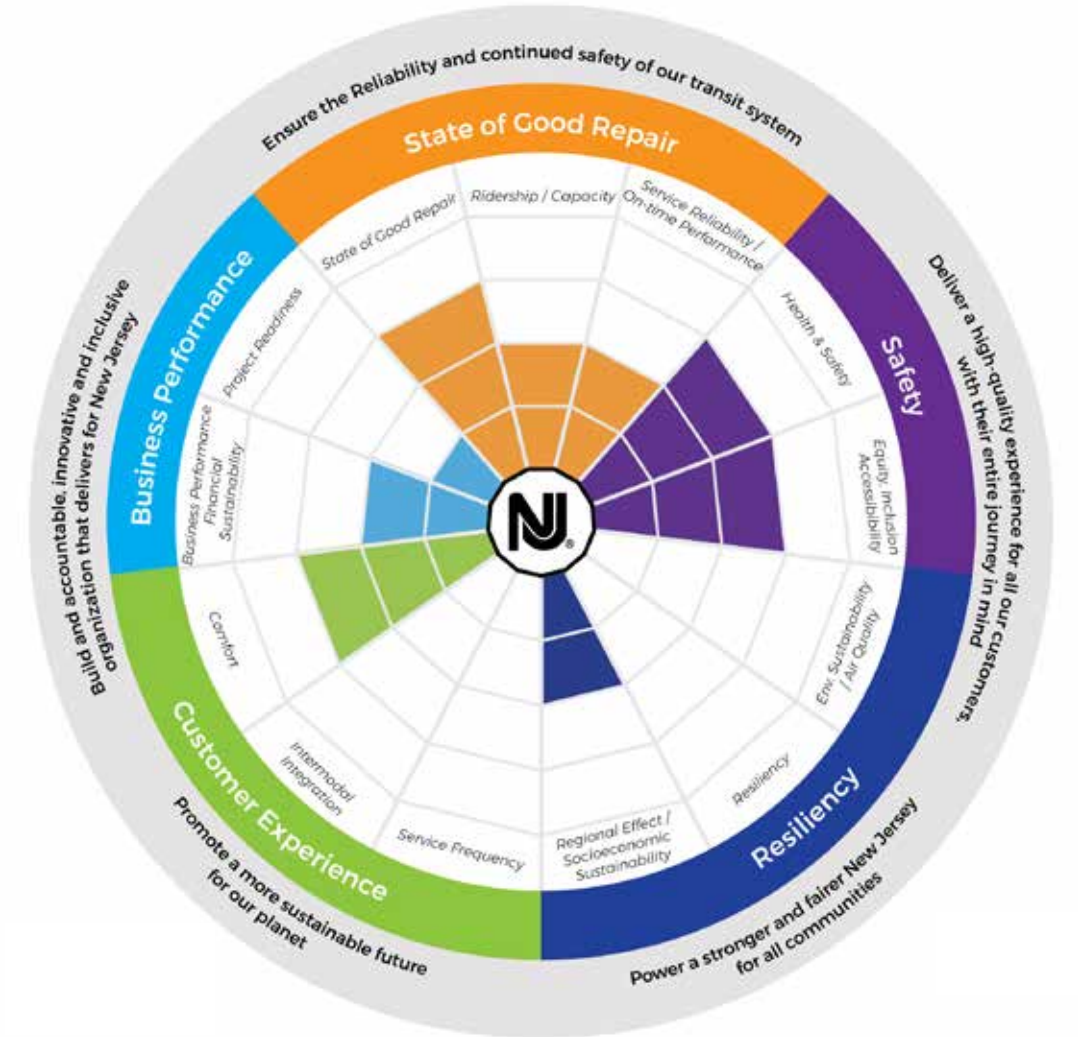 Ensure the Reliability and continued safety of our transit system
State of Good Repair
State of Good Repair
Ridership / Capacity
Service Reliability /
On-time Performance
Safety
Health & Safety
Equity, Inclusion
Accessibibility
Deliver a high-quality experience for all our customers,
with their entire journey in mind
Resiliency
Env. Sustainability
/ Air Quality
Resiliency
Regional Effect /
Socioeconomic
Sustainability
Power a stronger and fairer New Jersey
for all communities
Customer Experience
Service Frequency
Intermodal
Integration
Comfort
Promote a more sustainable future
for our planet
Business Performance
Business Performance
Financial
Sustainability
Project Readiness
Build and accountable, innovative and inclusive
organization that delivers for New Jersey
NJ®